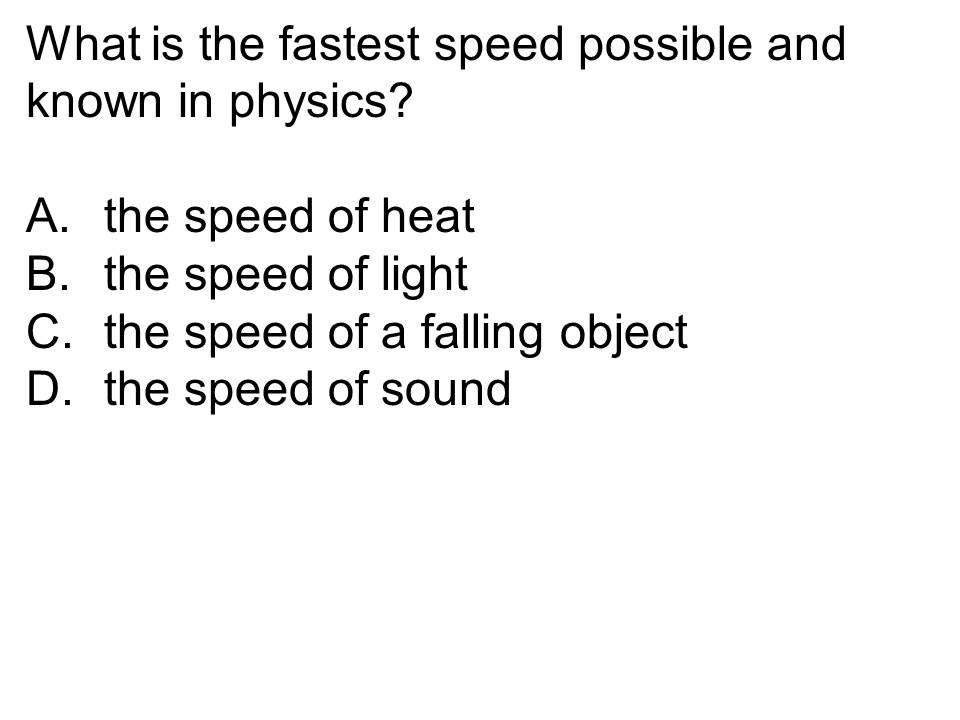 What is the fastest speed possible and
known in physics?
A. the speed of heat
B. the speed of light
C. the speed of a falling object
D. the speed of sound